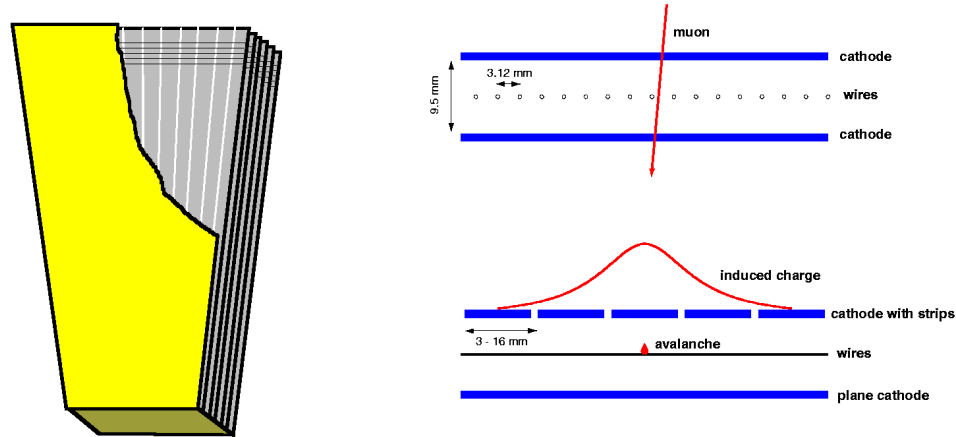 muon
cathode
3.12 mm
9.5 mm
wires
cathode
induced charge
cathode with strips
3 - 16 mm
avalanche
wires
plane cathode